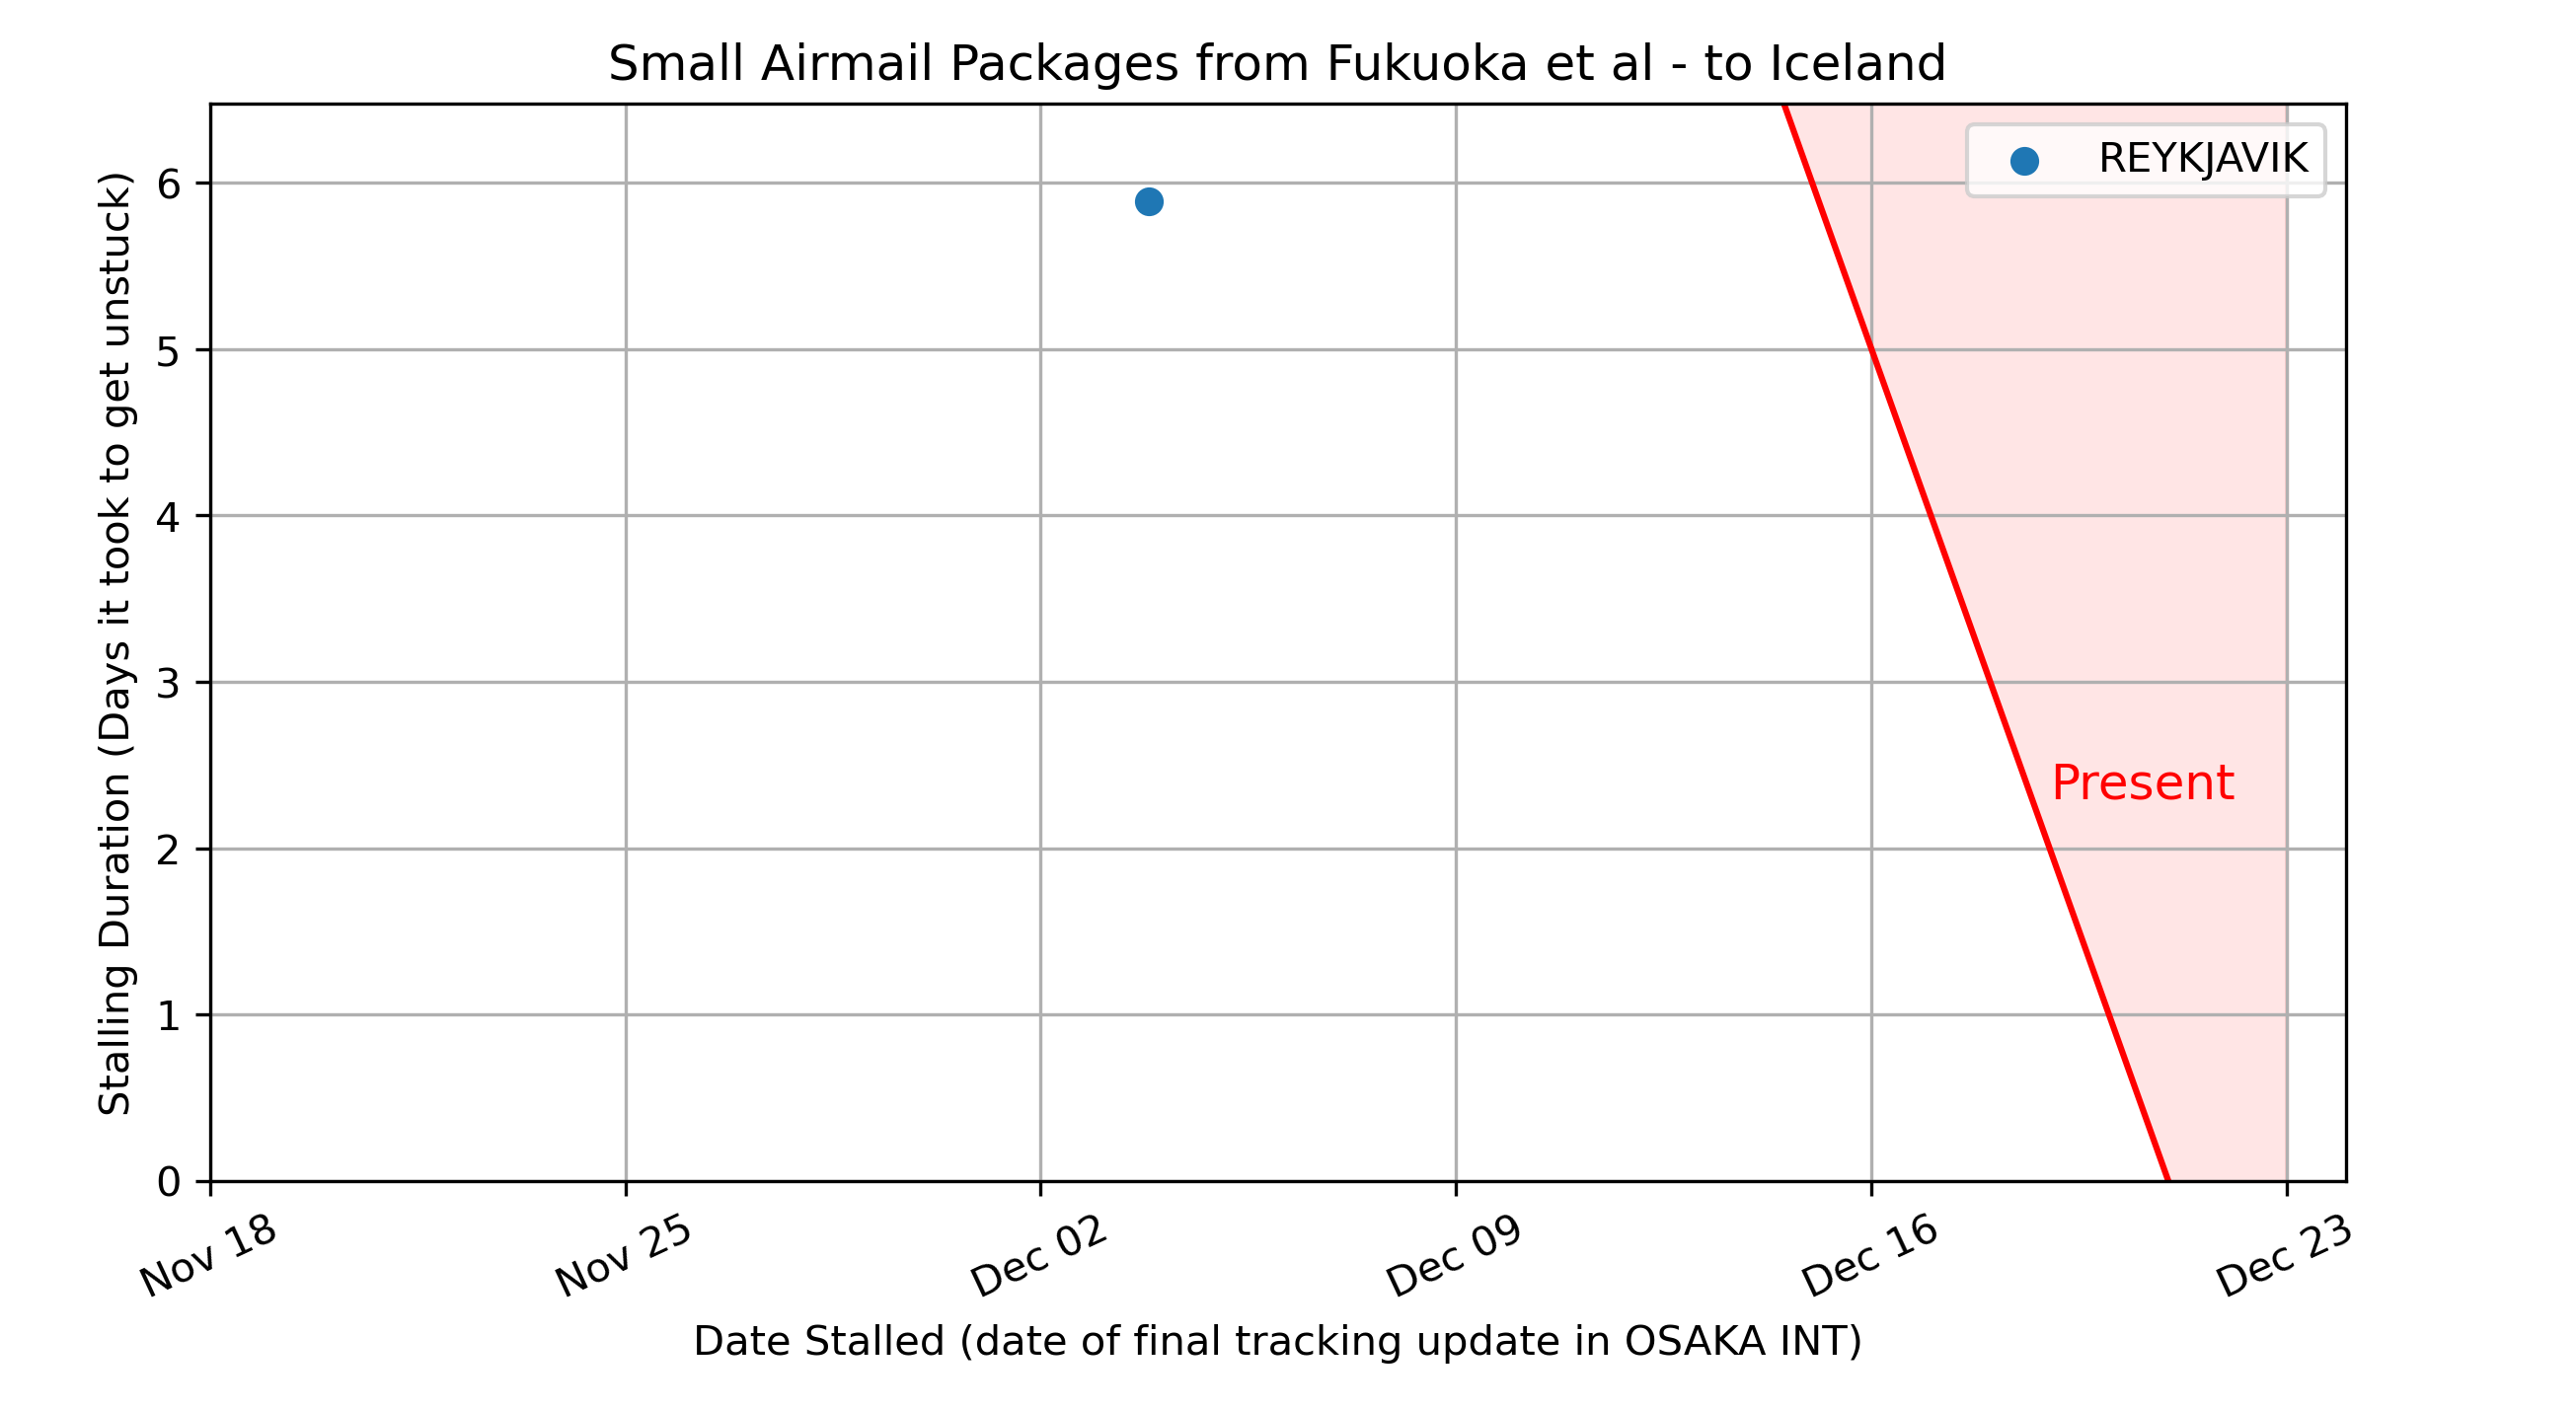 Small Airmail Packages from Fukuoka et al - to Iceland
REYKJAVIK
Stalling Duration (Days it took to get unstuck)
6
5
4
3
2
1
0
Present
Nov 18
Nov 25
Dec 02
Dec 09
Dec 16
Dec 23
Date Stalled (date of final tracking update in OSAKA INT)